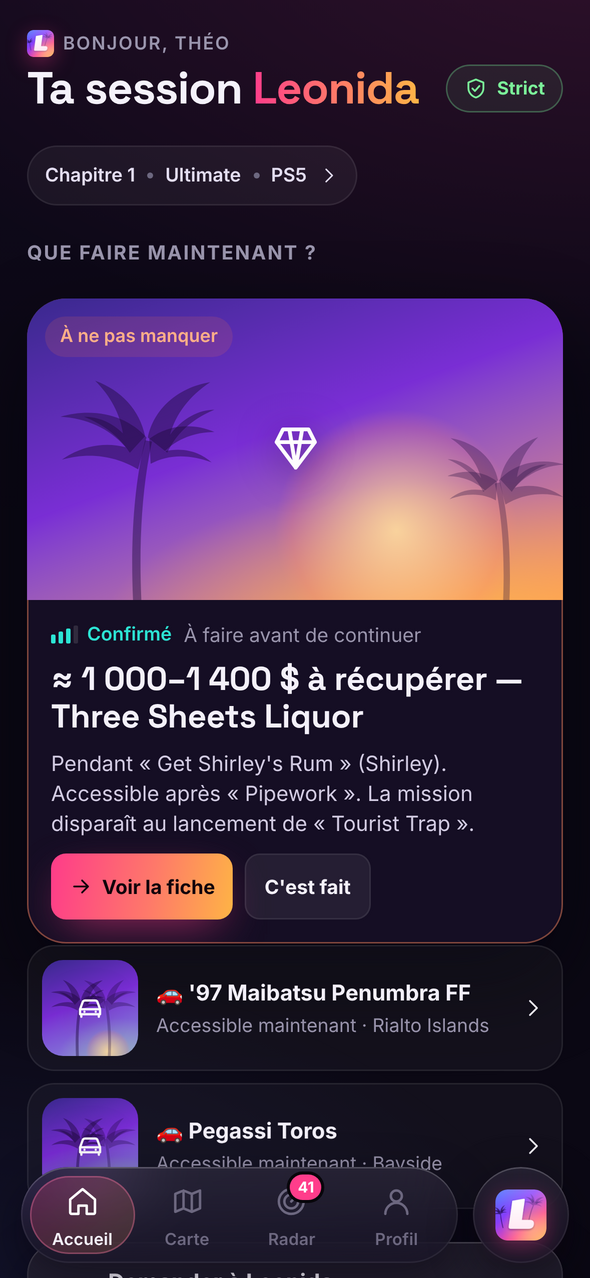 BONJOUR, THÉO
Ta session Leonida
Strict
Chapitre 1 • Ultimate • PS5
QUE FAIRE MAINTENANT ?
À ne pas manquer
Confirmé À faire avant de continuer
≈ 1 000–1 400 $ à récupérer —
Three Sheets Liquor
Pendant « Get Shirley's Rum » (Shirley).
Accessible après « Pipework ». La mission
disparaît au lancement de « Tourist Trap ».
→ Voir la fiche
C'est fait
🚗 '97 Maibatsu Penumbra FF
Accessible maintenant · Rialto Islands
🚗 Pegassi Toros
Accessible maintenant · Bayside
41
Accueil
Carte
Radar
Profil
L